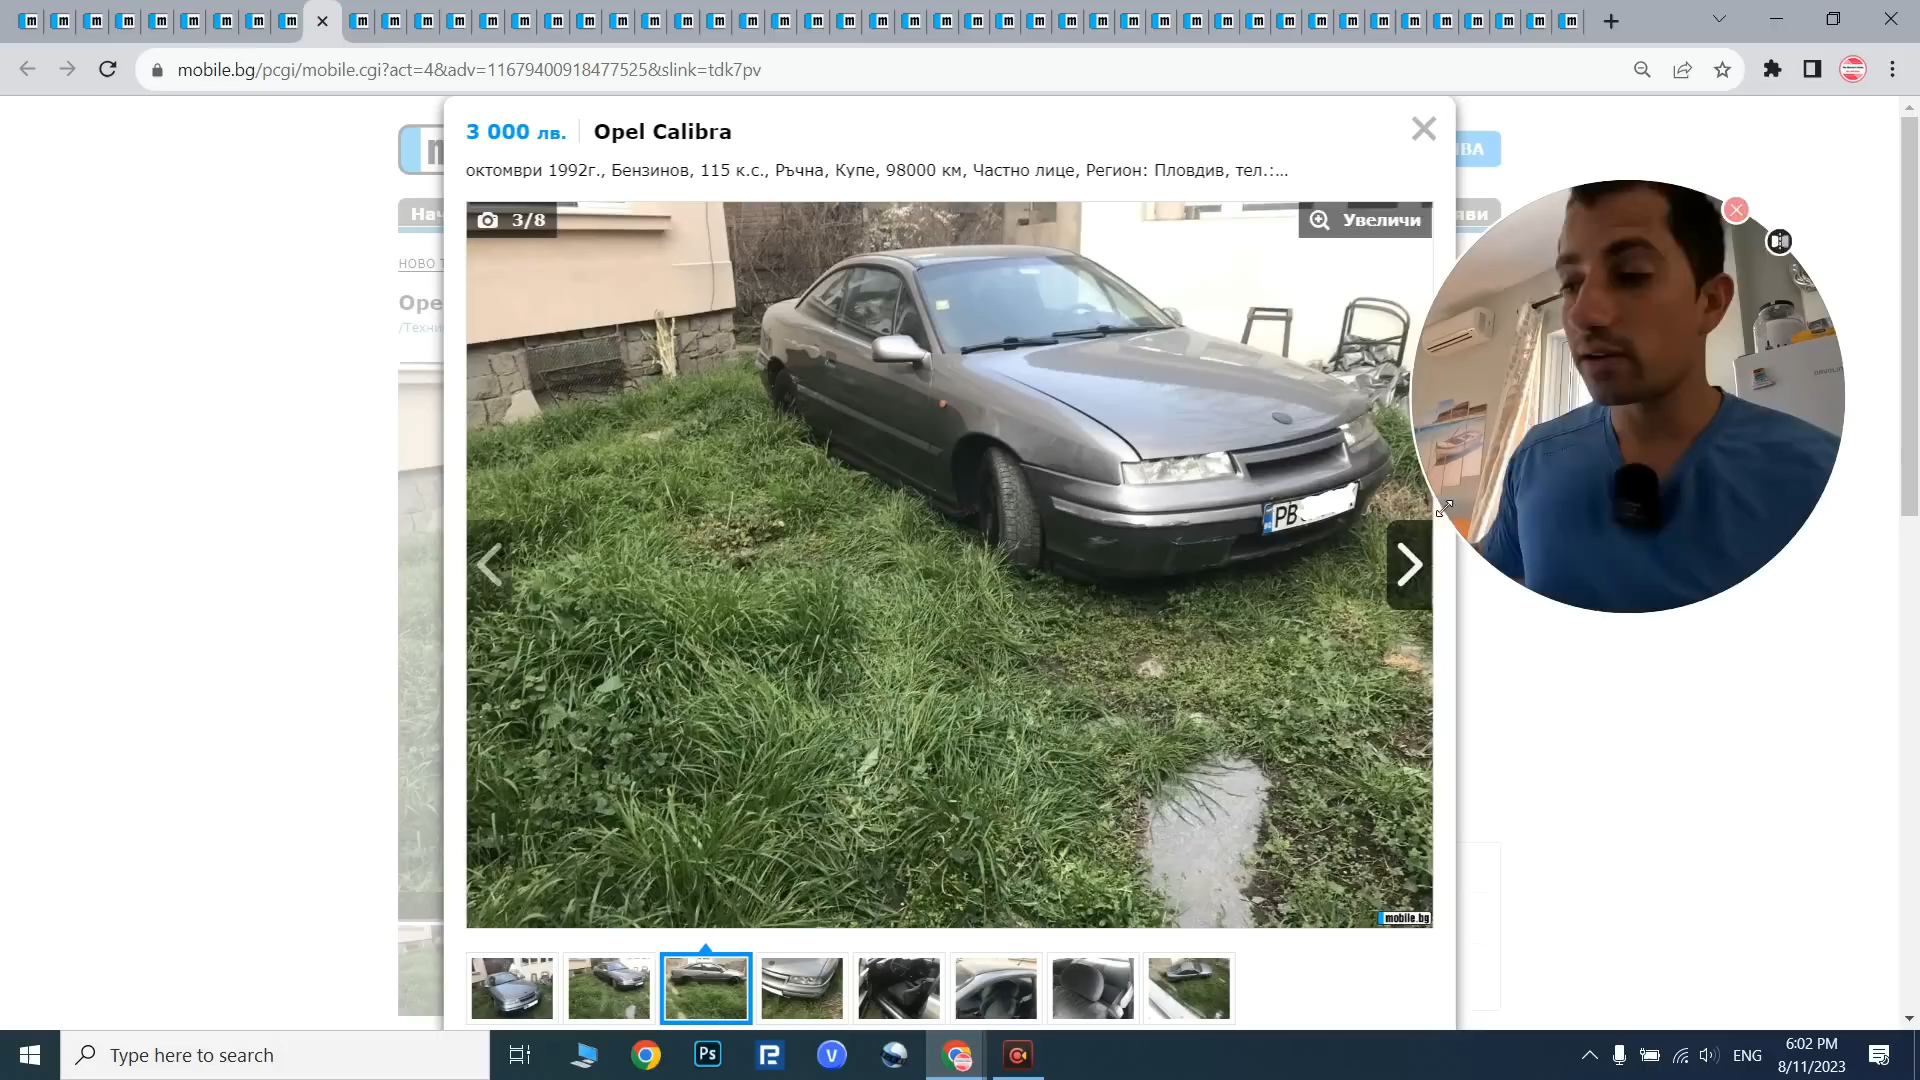 mobile.bg/pcgi/mobile.cgi?act=4&adv=11679400918477525&slink=tdk7pv
3 000 лв.
Opel Calibra
октомври 1992г., Бензинов, 115 к.с., Ръчна, Купе, 98000 км, Частно лице, Регион: Пловдив, тел.:...
3/8
Увеличи
PB
mobile.bg
Type here to search
Ps
V
ENG
6:02 PM
8/11/2023